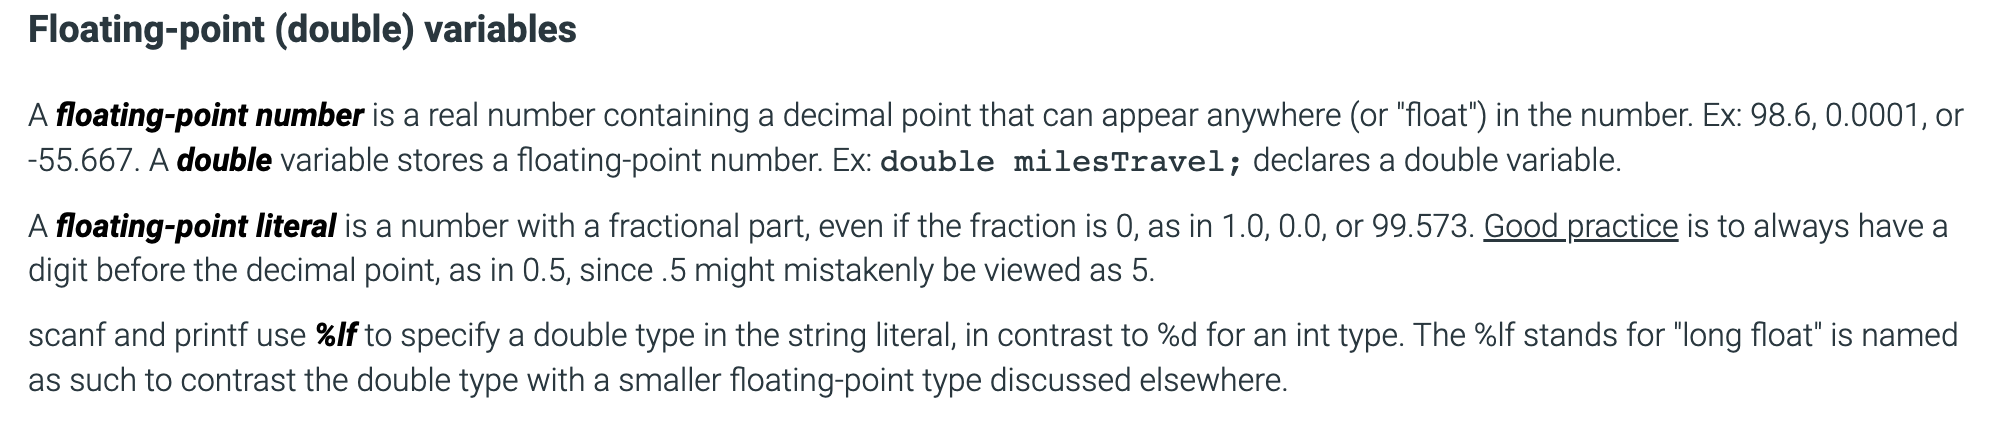 Floating-point (double) variables
A floating-point number is a real number containing a decimal point that can appear anywhere (or "float") in the number. Ex: 98.6, 0.0001, or
-55.667. A double variable stores a floating-point number. Ex: double milesTravel; declares a double variable.
A floating-point literal is a number with a fractional part, even if the fraction is 0, as in 1.0, 0.0, or 99.573. Good practice is to always have a
digit before the decimal point, as in 0.5, since .5 might mistakenly be viewed as 5.
scanf and printf use %lf to specify a double type in the string literal, in contrast to %d for an int type. The %lf stands for "long float" is named
as such to contrast the double type with a smaller floating-point type discussed elsewhere.